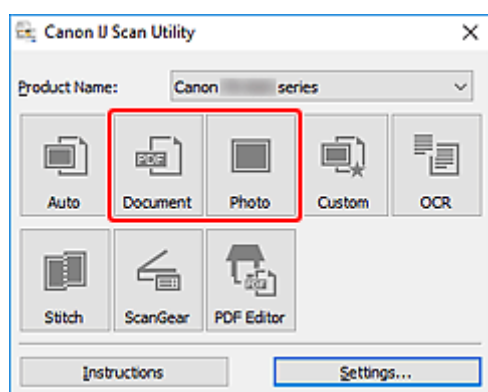 Canon IJ Scan Utility
Product Name: Canon series
Auto Document Photo Custom OCR
PDF
Stitch ScanGear PDF Editor
PDF
Instructions Settings...